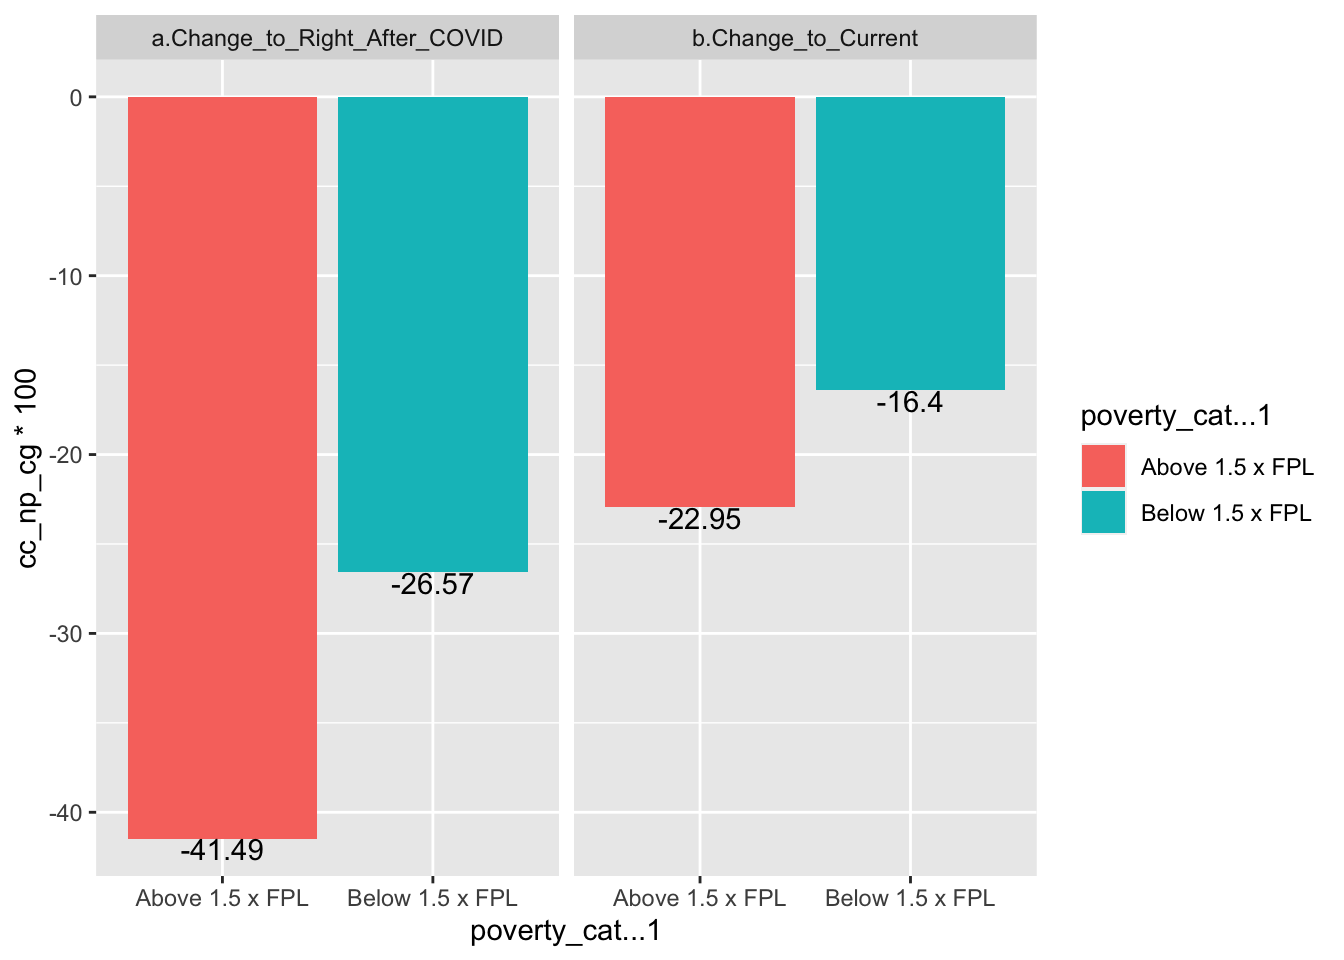 a.Change_to_Right_After_COVID
b.Change_to_Current
0
-10
-20
-30
-40
cc_np_cg * 100
-41.49
-26.57
-22.95
-16.4
Above 1.5 x FPL
Below 1.5 x FPL
Above 1.5 x FPL
Below 1.5 x FPL
poverty_cat...1
poverty_cat...1
Above 1.5 x FPL
Below 1.5 x FPL